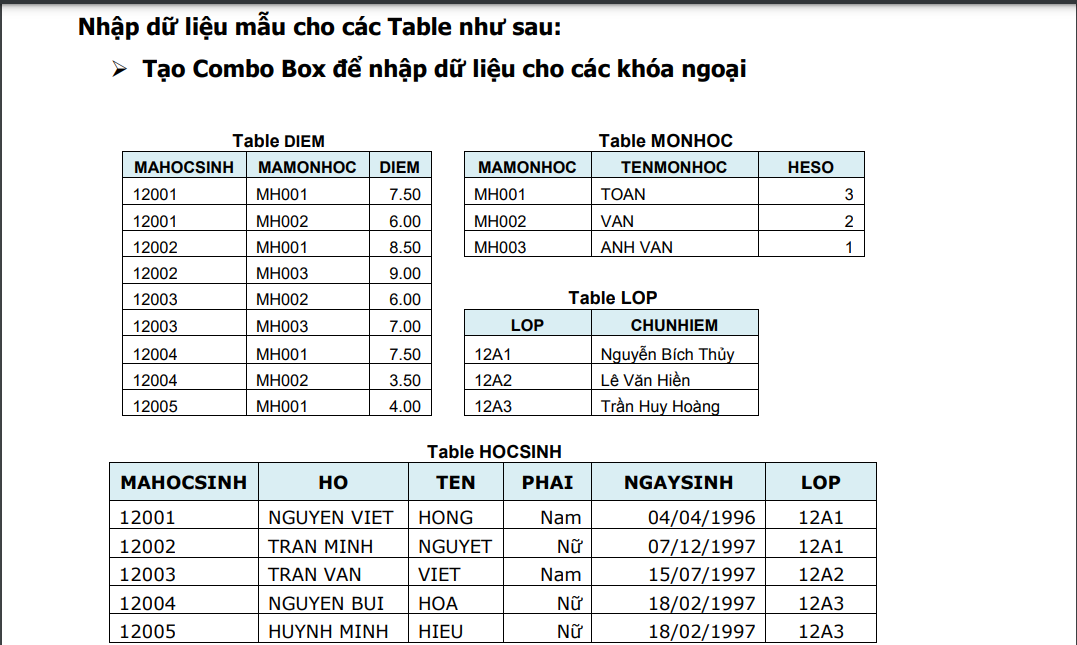 Nhập dữ liệu mẫu cho các Table như sau:
➢ Tạo Combo Box để nhập dữ liệu cho các khóa ngoại
Table DIEM
MAHOCSINH MAMONHOC DIEM
12001 MH001 7.50
12001 MH002 6.00
12002 MH001 8.50
12002 MH003 9.00
12003 MH002 6.00
12003 MH003 7.00
12004 MH001 7.50
12004 MH002 3.50
12005 MH001 4.00
Table MONHOC
MAMONHOC TENMONHOC HESO
MH001 TOAN 3
MH002 VAN 2
MH003 ANH VAN 1
Table LOP
LOP CHUNHIEM
12A1 Nguyễn Bích Thủy
12A2 Lê Văn Hiền
12A3 Trần Huy Hoàng
Table HOCSINH
MAHOCSINH HO TEN PHAI NGAYSINH LOP
12001 NGUYEN VIET HONG Nam 04/04/1996 12A1
12002 TRAN MINH NGUYET Nữ 07/12/1997 12A1
12003 TRAN VAN VIET Nam 15/07/1997 12A2
12004 NGUYEN BUI HOA Nữ 18/02/1997 12A3
12005 HUYNH MINH HIEU Nữ 18/02/1997 12A3